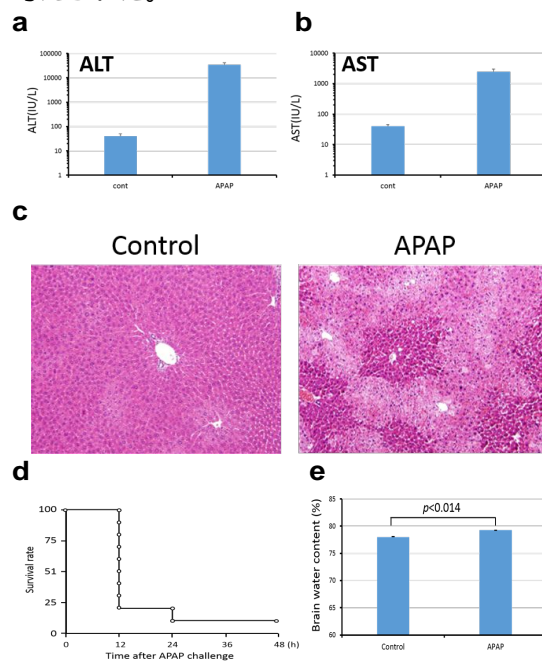 a
ALT
100000
10000
1000
100
10
1
ALT(IU/L)
cont
APAP
b
AST
10000
1000
100
10
1
AST(IU/L)
cont
APAP
c
Control
APAP
d
100
75
51
25
0
Survival rate
0
12
24
36
48 (h)
Time after APAP challenge
e
85
80
75
70
65
60
Brain water content (%)
p<0.014
Control
APAP